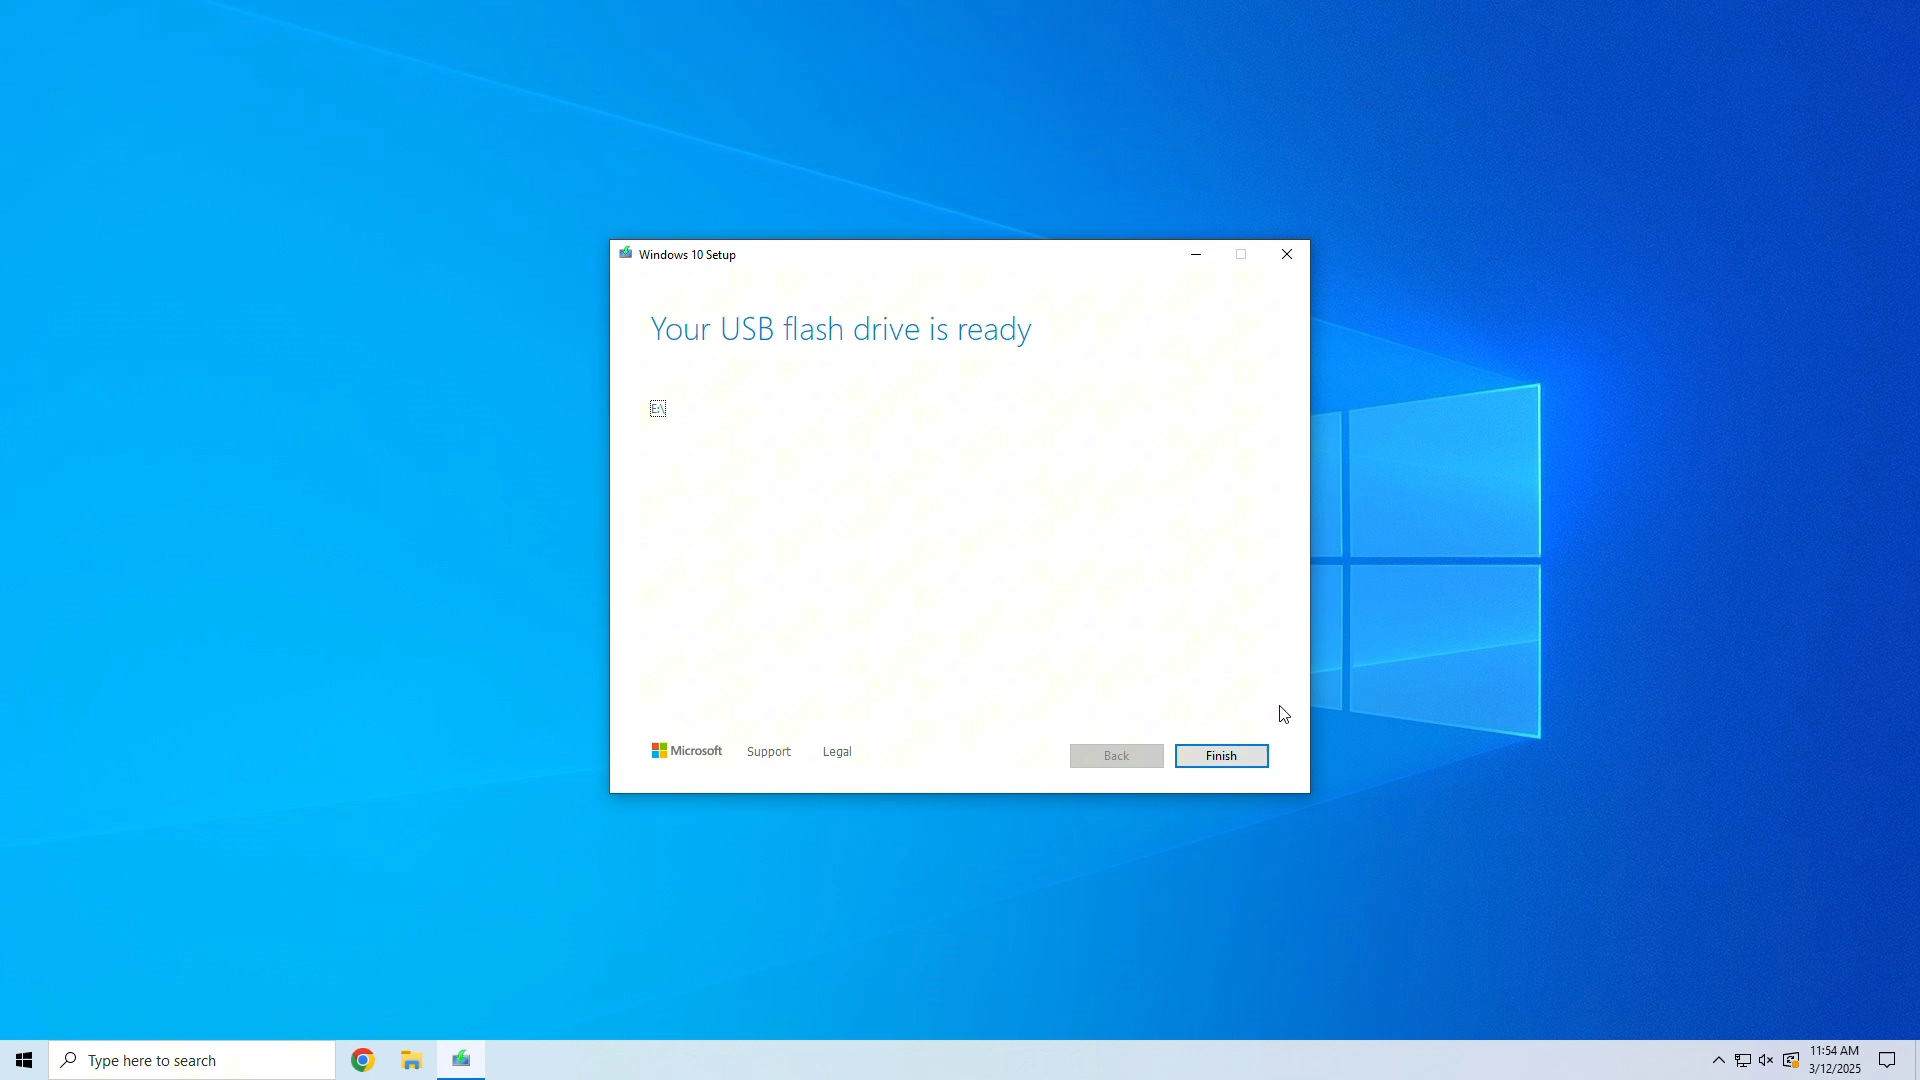 Windows 10 Setup
Your USB flash drive is ready
E:\
Microsoft
Support
Legal
Back
Finish
Type here to search
11:54 AM
3/12/2025